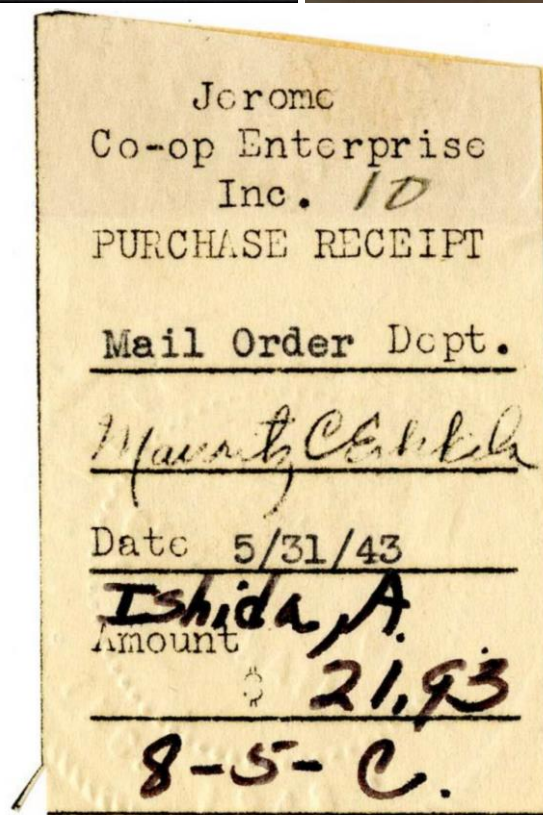 Jerome
Co-op Enterprise
Inc. 10
PURCHASE RECEIPT
Mail Order Dept.
Date 5/31/43
Ishida, A.
Amount
$ 21,93
8-5-C.